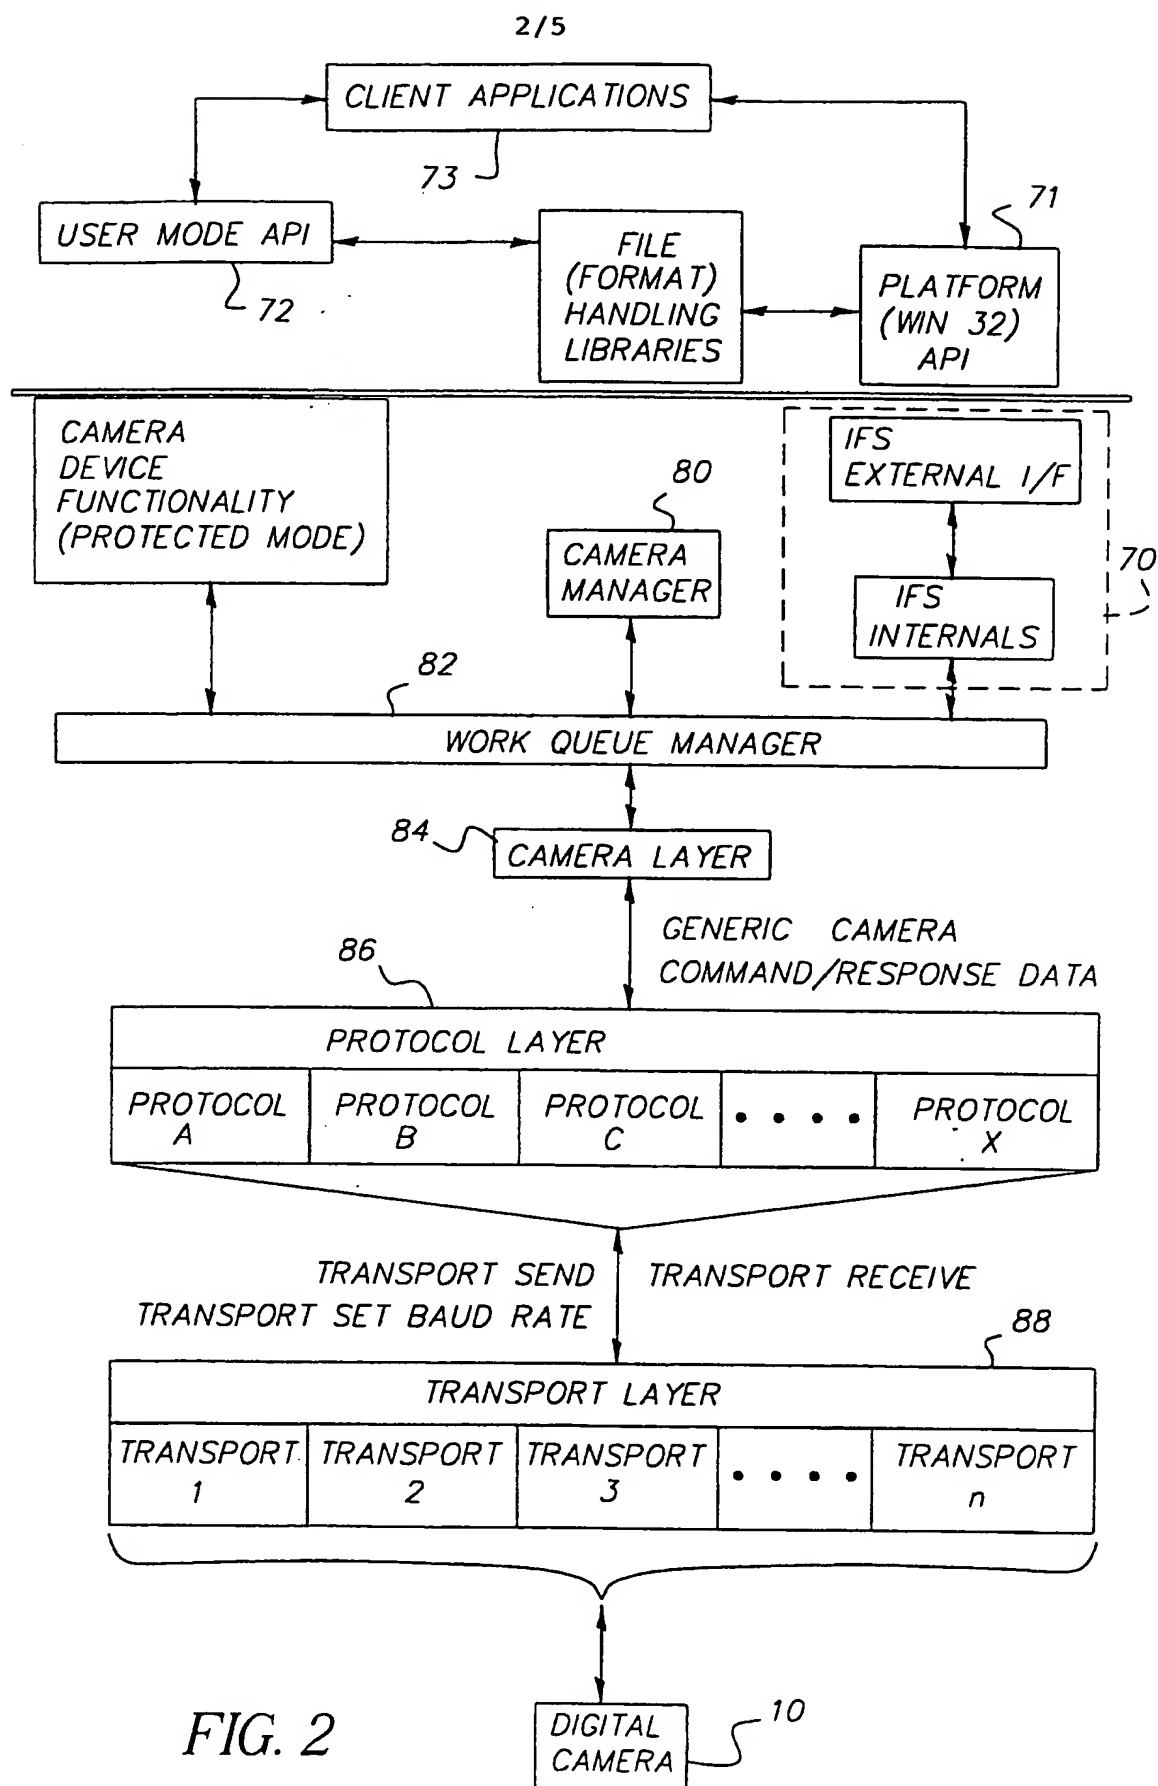 2/5
CLIENT APPLICATIONS
73
71
USER MODE API
72
FILE
(FORMAT)
HANDLING
LIBRARIES
PLATFORM
(WIN 32)
API
CAMERA
DEVICE
FUNCTIONALITY
(PROTECTED MODE)
80
CAMERA
MANAGER
IFS
EXTERNAL I/F
70
IFS
INTERNALS
82
WORK QUEUE MANAGER
84
CAMERA LAYER
GENERIC CAMERA
COMMAND/RESPONSE DATA
86
PROTOCOL LAYER
PROTOCOL
A
PROTOCOL
B
PROTOCOL
C
• • • •
PROTOCOL
X
TRANSPORT SEND
TRANSPORT SET BAUD RATE
TRANSPORT RECEIVE
88
TRANSPORT LAYER
TRANSPORT
1
TRANSPORT
2
TRANSPORT
3
• • • •
TRANSPORT
n
DIGITAL
CAMERA
10
FIG. 2